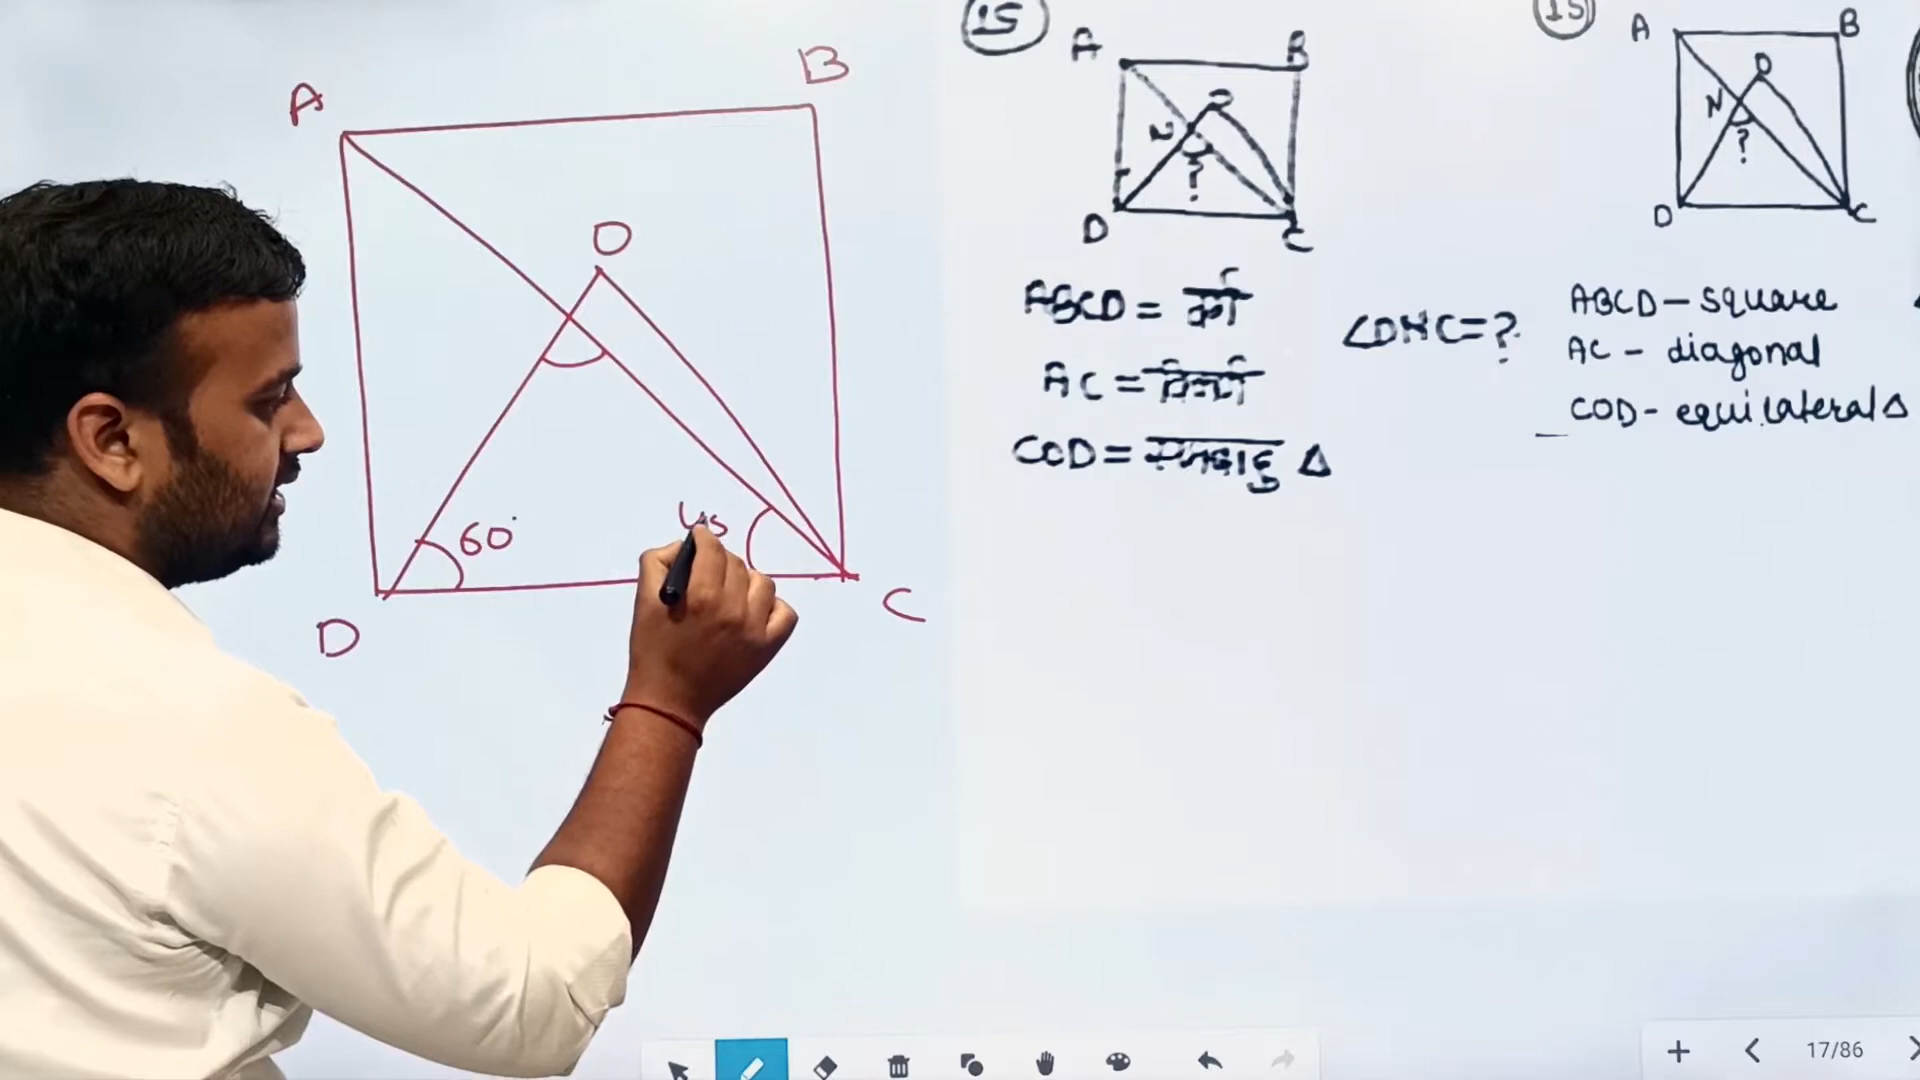 A
B
O
60°
45
D
C
15
A
B
O
N
?
D
C
ABCD = वर्ग
AC = विकर्ण
COD = समबाहु Δ
∠DNC = ?
15
A
B
O
N
?
D
C
ABCD – square
AC – diagonal
COD – equilateral Δ
17/86